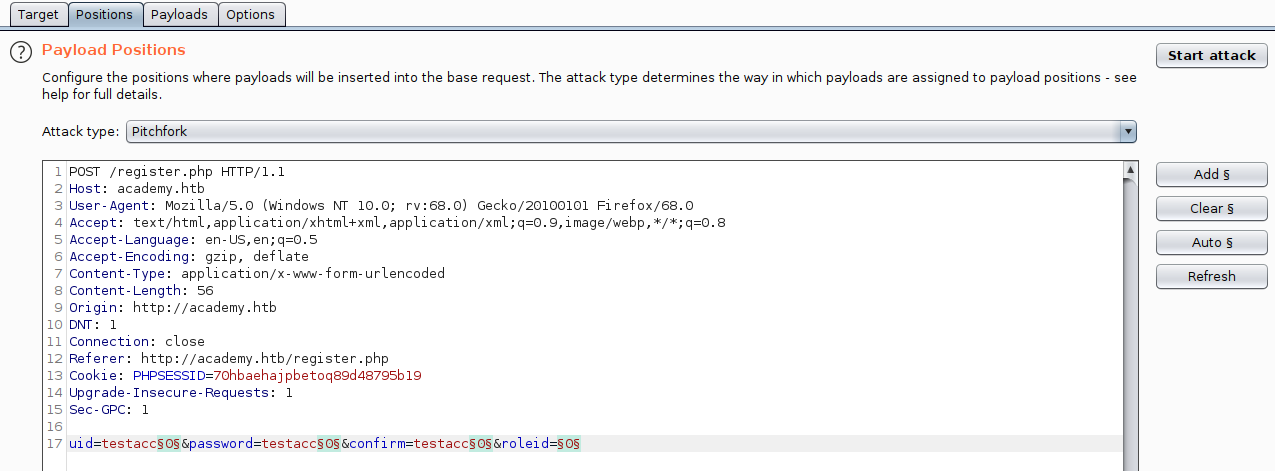 Target Positions Payloads Options
? Payload Positions
Start attack
Configure the positions where payloads will be inserted into the base request. The attack type determines the way in which payloads are assigned to payload positions - see
help for full details.
Attack type: Pitchfork
1 POST /register.php HTTP/1.1
2 Host: academy.htb
3 User-Agent: Mozilla/5.0 (Windows NT 10.0; rv:68.0) Gecko/20100101 Firefox/68.0
4 Accept: text/html,application/xhtml+xml,application/xml;q=0.9,image/webp,*/*;q=0.8
5 Accept-Language: en-US,en;q=0.5
6 Accept-Encoding: gzip, deflate
7 Content-Type: application/x-www-form-urlencoded
8 Content-Length: 56
9 Origin: http://academy.htb
10 DNT: 1
11 Connection: close
12 Referer: http://academy.htb/register.php
13 Cookie: PHPSESSID=70hbaehajpbetoq89d48795b19
14 Upgrade-Insecure-Requests: 1
15 Sec-GPC: 1
16
17 uid=testacc§0§&password=testacc§0§&confirm=testacc§0§&roleid=§0§
Add §
Clear §
Auto §
Refresh